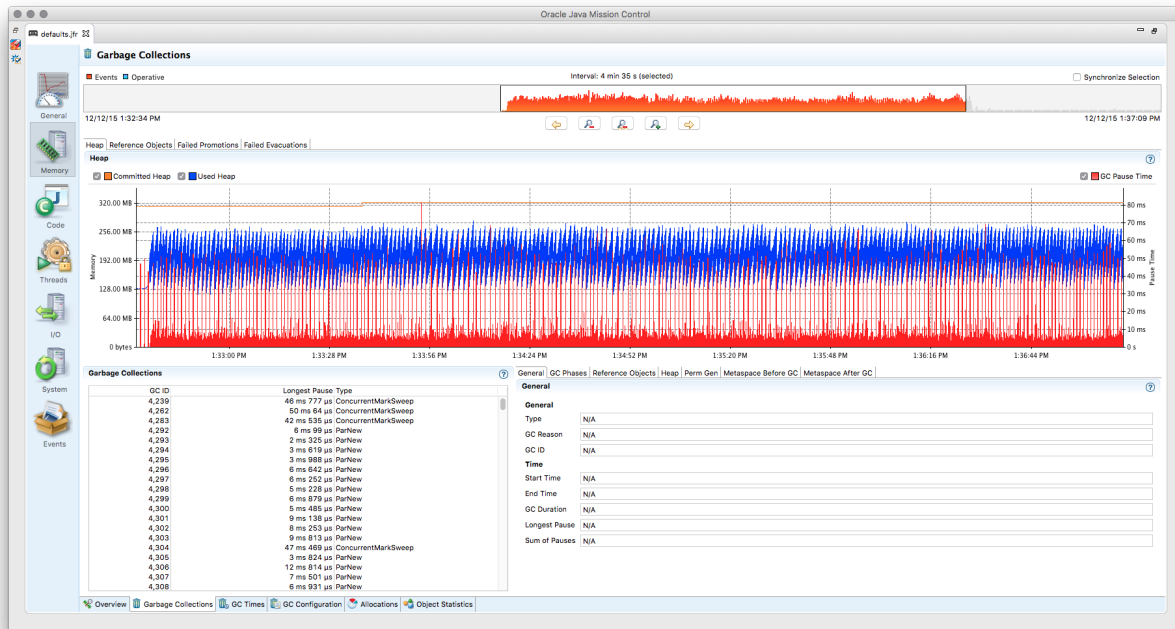 Oracle Java Mission Control
defaults.jfr
Garbage Collections
Events Operative
Interval: 4 min 35 s (selected)
Synchronize Selection
12/12/15 1:32:34 PM
12/12/15 1:37:09 PM
General
Memory
Code
Threads
I/O
System
Events
Heap Reference Objects Failed Promotions Failed Evacuations
Heap
Committed Heap Used Heap
GC Pause Time
320.00 MB
256.00 MB
192.00 MB
128.00 MB
64.00 MB
0 bytes
Memory
80 ms
70 ms
60 ms
50 ms
40 ms
30 ms
20 ms
10 ms
0 s
Pause Time
1:33:00 PM 1:33:28 PM 1:33:56 PM 1:34:24 PM 1:34:52 PM 1:35:20 PM 1:35:48 PM 1:36:16 PM 1:36:44 PM
Garbage Collections
GC ID Longest Pause Type
4,239 46 ms 777 µs ConcurrentMarkSweep
4,262 50 ms 64 µs ConcurrentMarkSweep
4,283 42 ms 535 µs ConcurrentMarkSweep
4,292 6 ms 99 µs ParNew
4,293 2 ms 325 µs ParNew
4,294 3 ms 619 µs ParNew
4,295 3 ms 988 µs ParNew
4,296 6 ms 642 µs ParNew
4,297 6 ms 252 µs ParNew
4,298 5 ms 228 µs ParNew
4,299 6 ms 879 µs ParNew
4,300 5 ms 485 µs ParNew
4,301 9 ms 138 µs ParNew
4,302 8 ms 253 µs ParNew
4,303 9 ms 813 µs ParNew
4,304 47 ms 469 µs ConcurrentMarkSweep
4,305 3 ms 824 µs ParNew
4,306 12 ms 814 µs ParNew
4,307 7 ms 501 µs ParNew
4,308 6 ms 931 µs ParNew
General GC Phases Reference Objects Heap Perm Gen Metaspace Before GC Metaspace After GC
General
General
Type N/A
GC Reason N/A
GC ID N/A
Time
Start Time N/A
End Time N/A
GC Duration N/A
Longest Pause N/A
Sum of Pauses N/A
Overview Garbage Collections GC Times GC Configuration Allocations Object Statistics